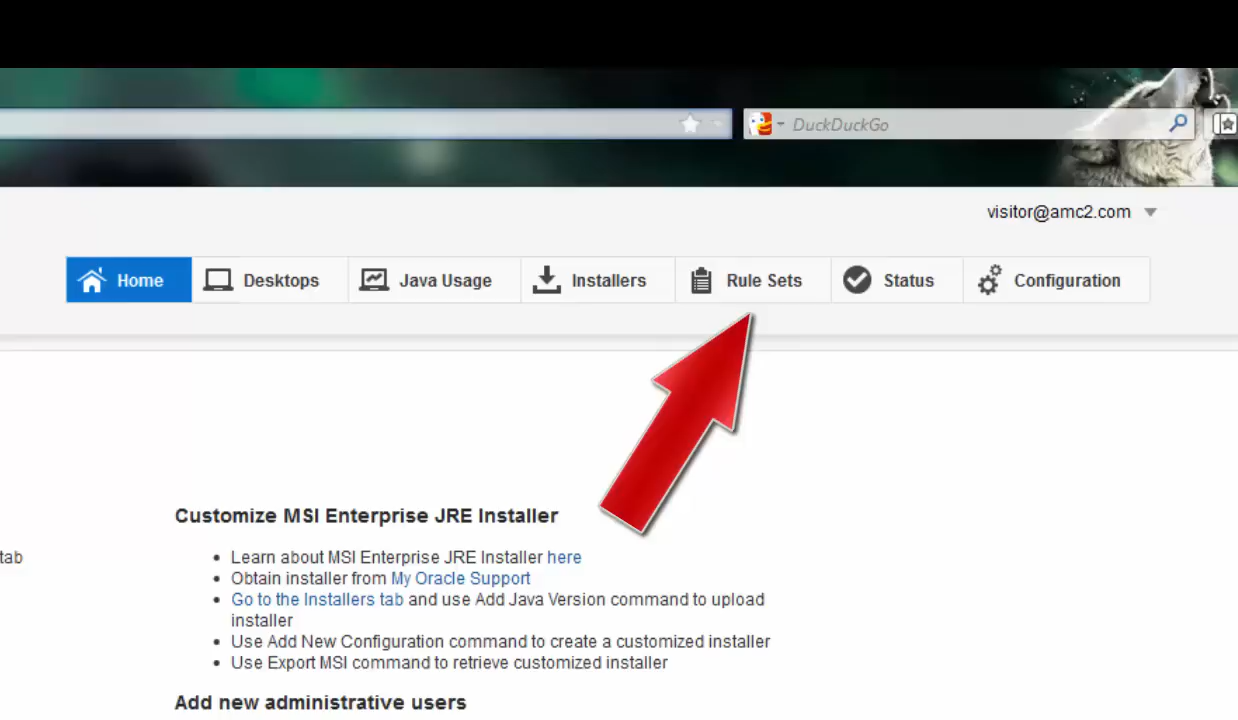 DuckDuckGo
visitor@amc2.com
Home Desktops Java Usage Installers Rule Sets Status Configuration
Customize MSI Enterprise JRE Installer
tab
Learn about MSI Enterprise JRE Installer here
Obtain installer from My Oracle Support
Go to the Installers tab and use Add Java Version command to upload
installer
Use Add New Configuration command to create a customized installer
Use Export MSI command to retrieve customized installer
Add new administrative users